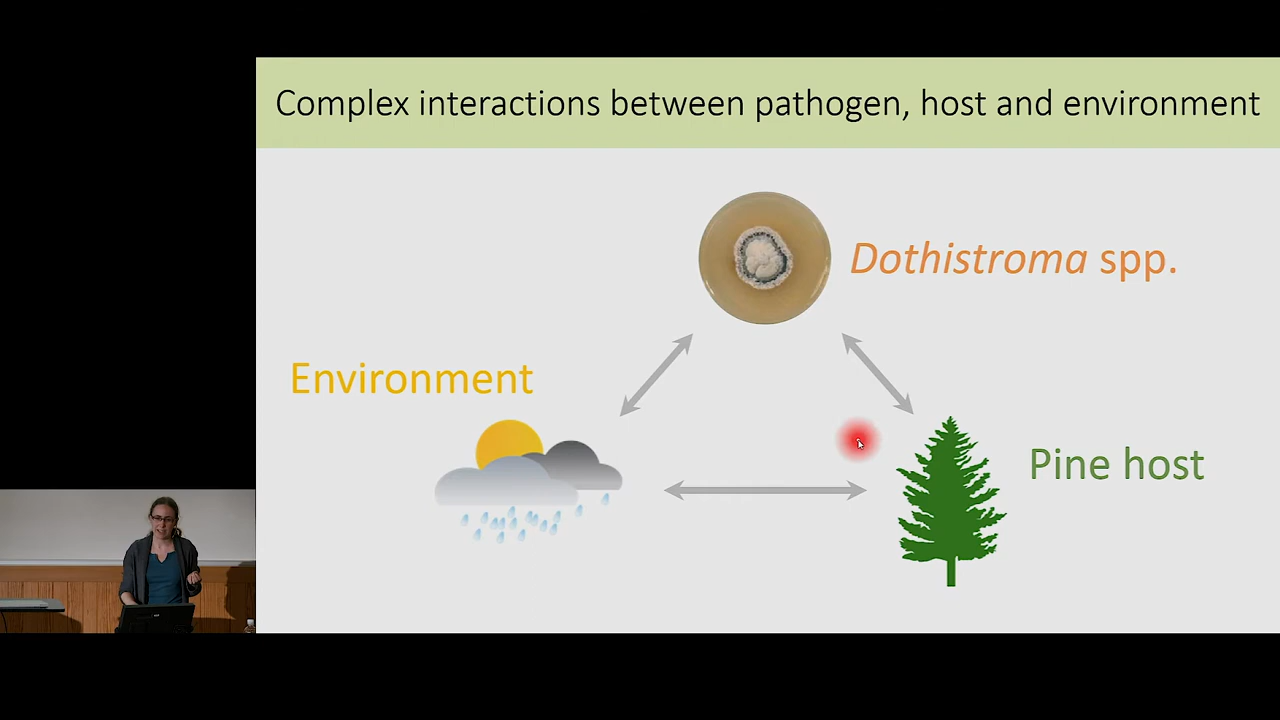 Complex interactions between pathogen, host and environment
Dothistroma spp.
Environment
Pine host